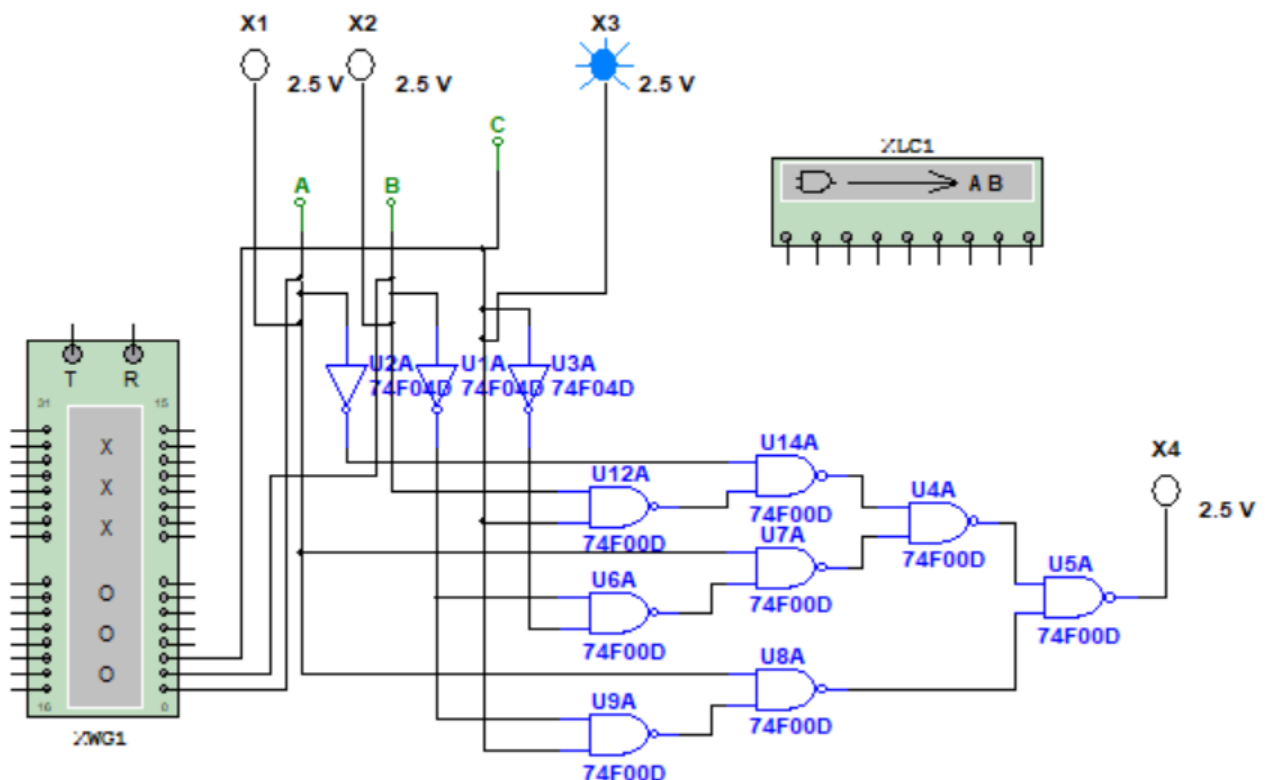 X1
X2
X3
2.5 V
2.5 V
2.5 V
C
XLC1
A B
A
B
T
R
31
15
X
X
X
O
O
O
16
0
XWG1
U2A
U1A
U3A
74F04D
74F04D
74F04D
U14A
74F00D
U12A
74F00D
U4A
74F00D
X4
2.5 V
U7A
74F00D
U6A
74F00D
U5A
74F00D
U8A
74F00D
U9A
74F00D